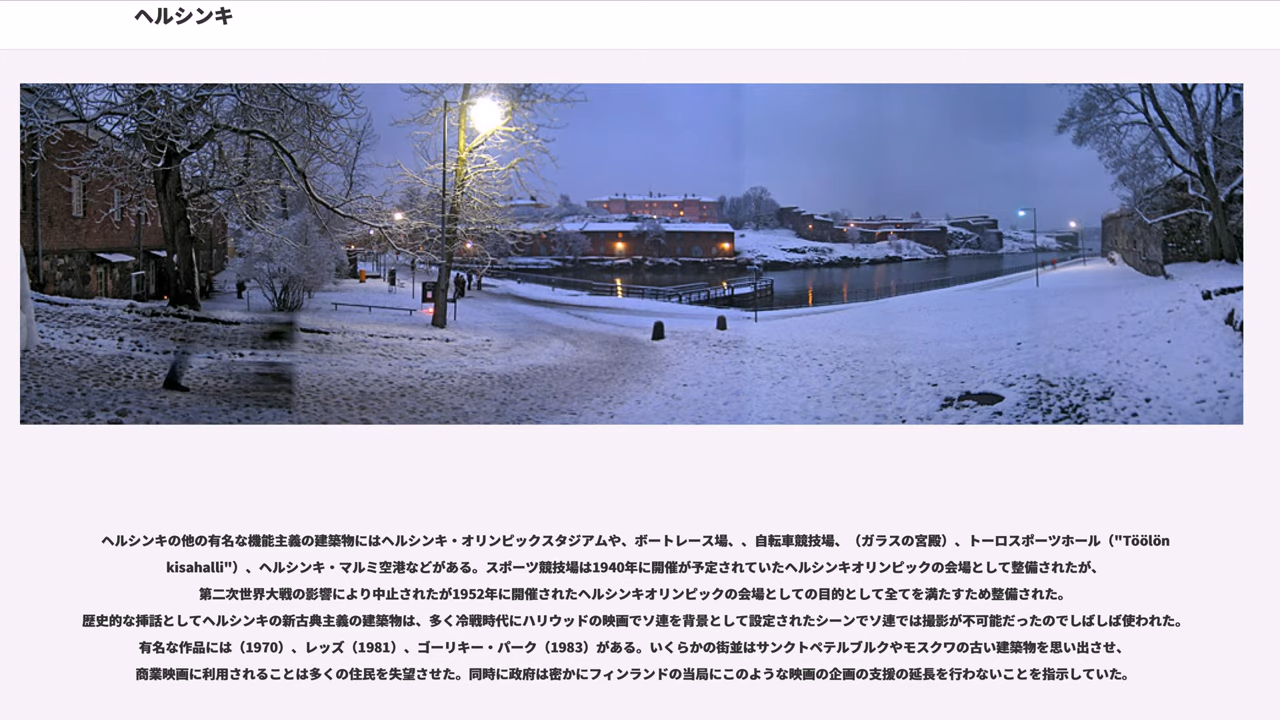 ヘルシンキ
ヘルシンキの他の有名な機能主義の建築物にはヘルシンキ・オリンピックスタジアムや、ボートレース場、、自転車競技場、（ガラスの宮殿）、トーロスポーツホール（"Töölön
kisahalli"）、ヘルシンキ・マルミ空港などがある。スポーツ競技場は1940年に開催が予定されていたヘルシンキオリンピックの会場として整備されたが、
第二次世界大戦の影響により中止されたが1952年に開催されたヘルシンキオリンピックの会場としての目的として全てを満たすため整備された。
歴史的な挿話としてヘルシンキの新古典主義の建築物は、多く冷戦時代にハリウッドの映画でソ連を背景として設定されたシーンでソ連では撮影が不可能だったのでしばしば使われた。
有名な作品には（1970）、レッズ（1981）、ゴーリキー・パーク（1983）がある。いくらかの街並はサンクトペテルブルクやモスクワの古い建築物を思い出させ、
商業映画に利用されることは多くの住民を失望させた。同時に政府は密かにフィンランドの当局にこのような映画の企画の支援の延長を行わないことを指示していた。